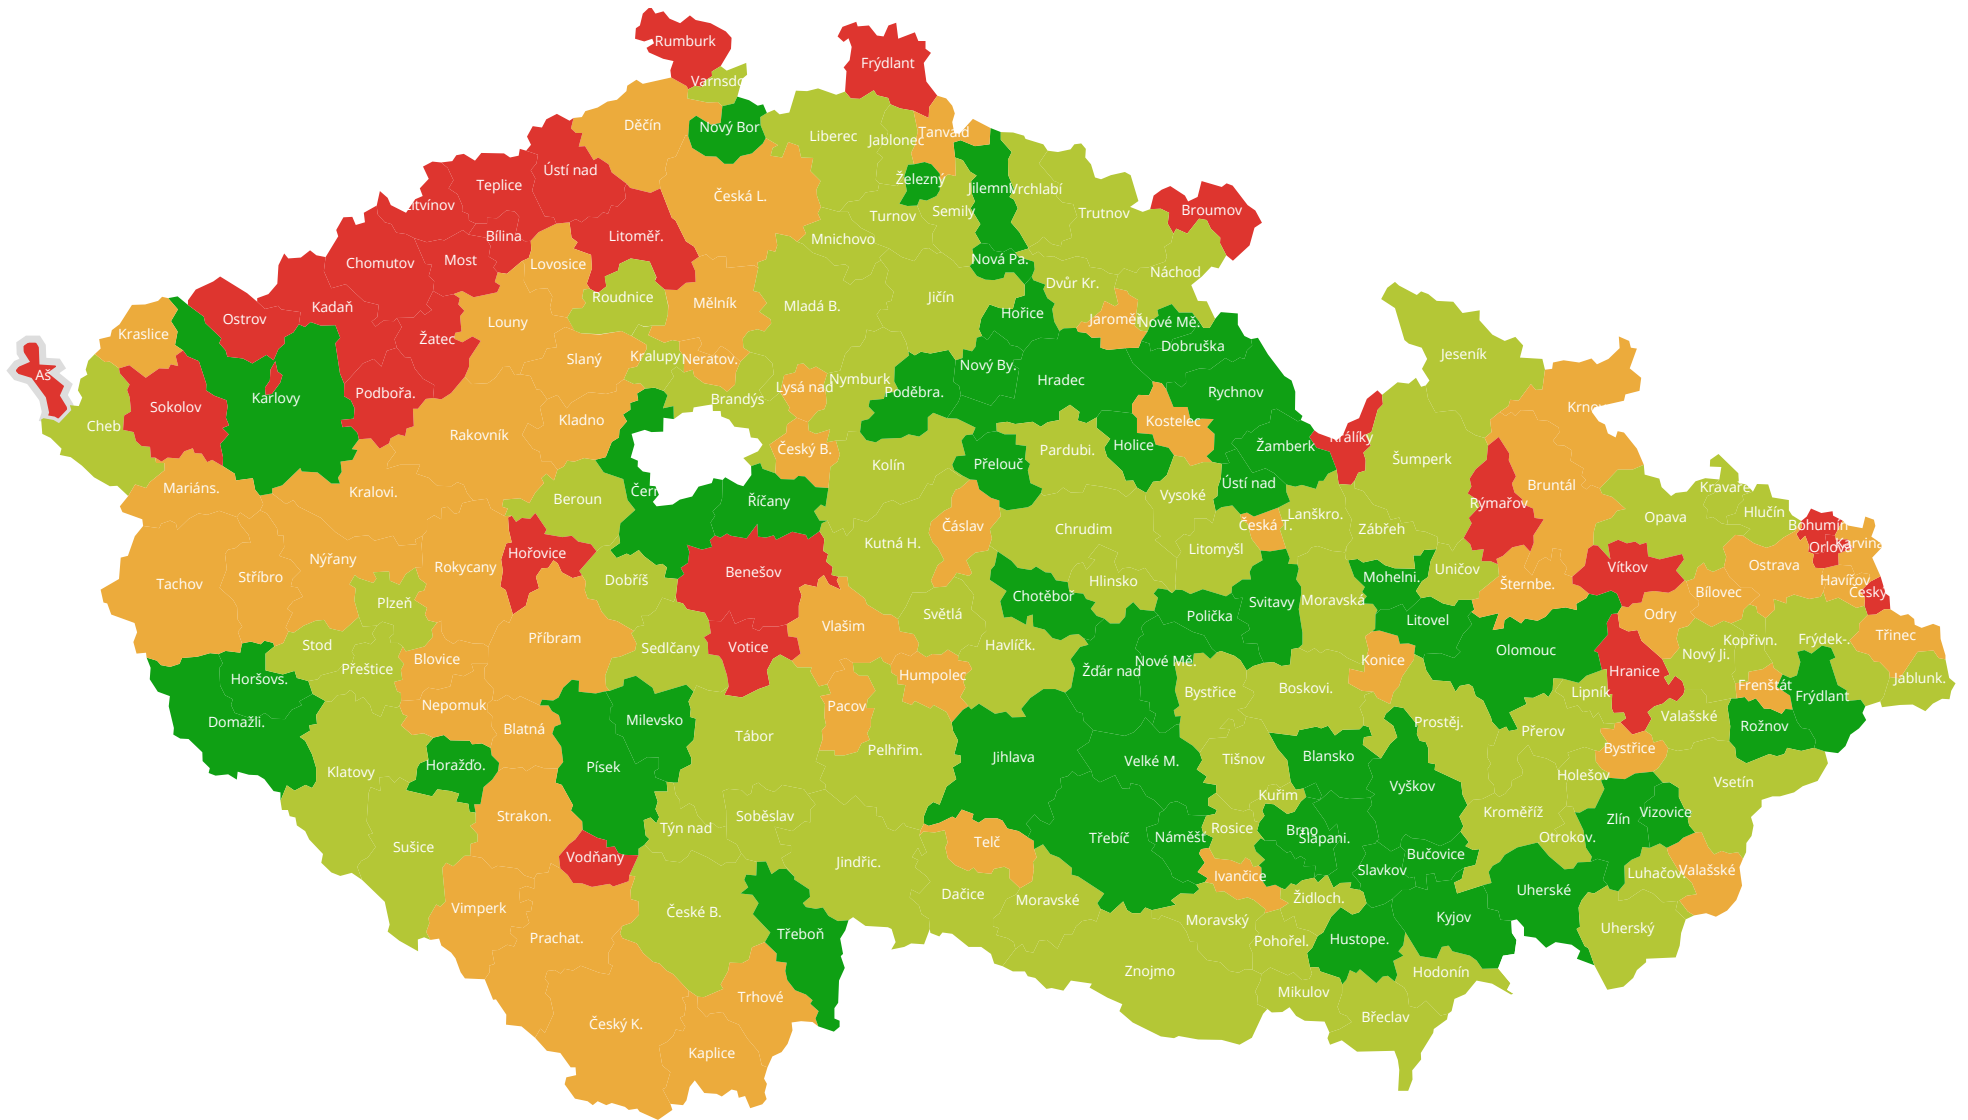 Rumburk
Frýdlant
Varnsdo
Děčín
Nový Bor
Liberec
Jablonec
Tanvald
Ústí nad
Teplice
Železný
Jilemni
Vrchlabí
Česká L.
itvínov
Turnov
Semily
Trutnov
Broumov
Bílina
Litoměř.
Mnichovo
Most
Chomutov
Lovosice
Nová Pa.
Náchod
Dvůr Kr.
Roudnice
Mělník
Mladá B.
Jičín
Kadaň
Ostrov
Louny
Hořice
Jaroměř
Nové Mě.
Kraslice
Žatec
Dobruška
Slaný
Kralupy
Neratov.
Jeseník
Aš
Nový By.
Hradec
Nymburk
Lysá nad
Poděbra.
Rychnov
Podbořa.
Karlovy
Brandýs
Sokolov
Krnov
Cheb
Kladno
Kostelec
Rakovník
Králíky
Český B.
Pardubi.
Holice
Žamberk
Kolín
Přelouč
Šumperk
Mariáns.
Kralovi.
Ústí nad
Bruntál
Kravaře
Beroun
Čern
Vysoké
Říčany
Rýmařov
Lanškro.
Hlučín
Opava
Čáslav
Chrudim
Česká T.
Zábřeh
Bohumín
Kutná H.
Karviná
Orlová
Hořovice
Litomyšl
Nýřany
Rokycany
Vítkov
Ostrava
Stříbro
Benešov
Uničov
Mohelni.
Tachov
Dobříš
Hlinsko
Šternbe.
Havířov
Český
Bílovec
Plzeň
Chotěboř
Svitavy
Moravská
Světlá
Polička
Odry
Litovel
Vlašim
Příbram
Třinec
Stod
Votice
Sedlčany
Havlíčk.
Kopřivn.
Frýdek-.
Olomouc
Nový Ji.
Blovice
Konice
Nové Mě.
Přeštice
Žďár nad
Hranice
Humpolec
Horšovs.
Jablunk.
Frenštát
Boskovi.
Bystřice
Lipník
Frýdlant
Nepomuk
Pacov
Valašské
Milevsko
Domažli.
Prostěj.
Rožnov
Blatná
Přerov
Tábor
Bystřice
Pelhřim.
Jihlava
Blansko
Tišnov
Velké M.
Horažďo.
Písek
Klatovy
Holešov
Vsetín
Vyškov
Kuřim
Kroměříž
Vizovice
Strakon.
Soběslav
Zlín
Týn nad
Rosice
Brno
Třebíč
Náměšť
Šlapani.
Otrokov.
Telč
Sušice
Bučovice
Vodňany
Jindřic.
Slavkov
Valašské
Luhačov.
Ivančice
Uherské
Dačice
Židloch.
Moravské
Vimperk
České B.
Kyjov
Moravský
Uherský
Třeboň
Prachat.
Hustope.
Pohořel.
Znojmo
Hodonín
Mikulov
Trhové
Břeclav
Český K.
Kaplice